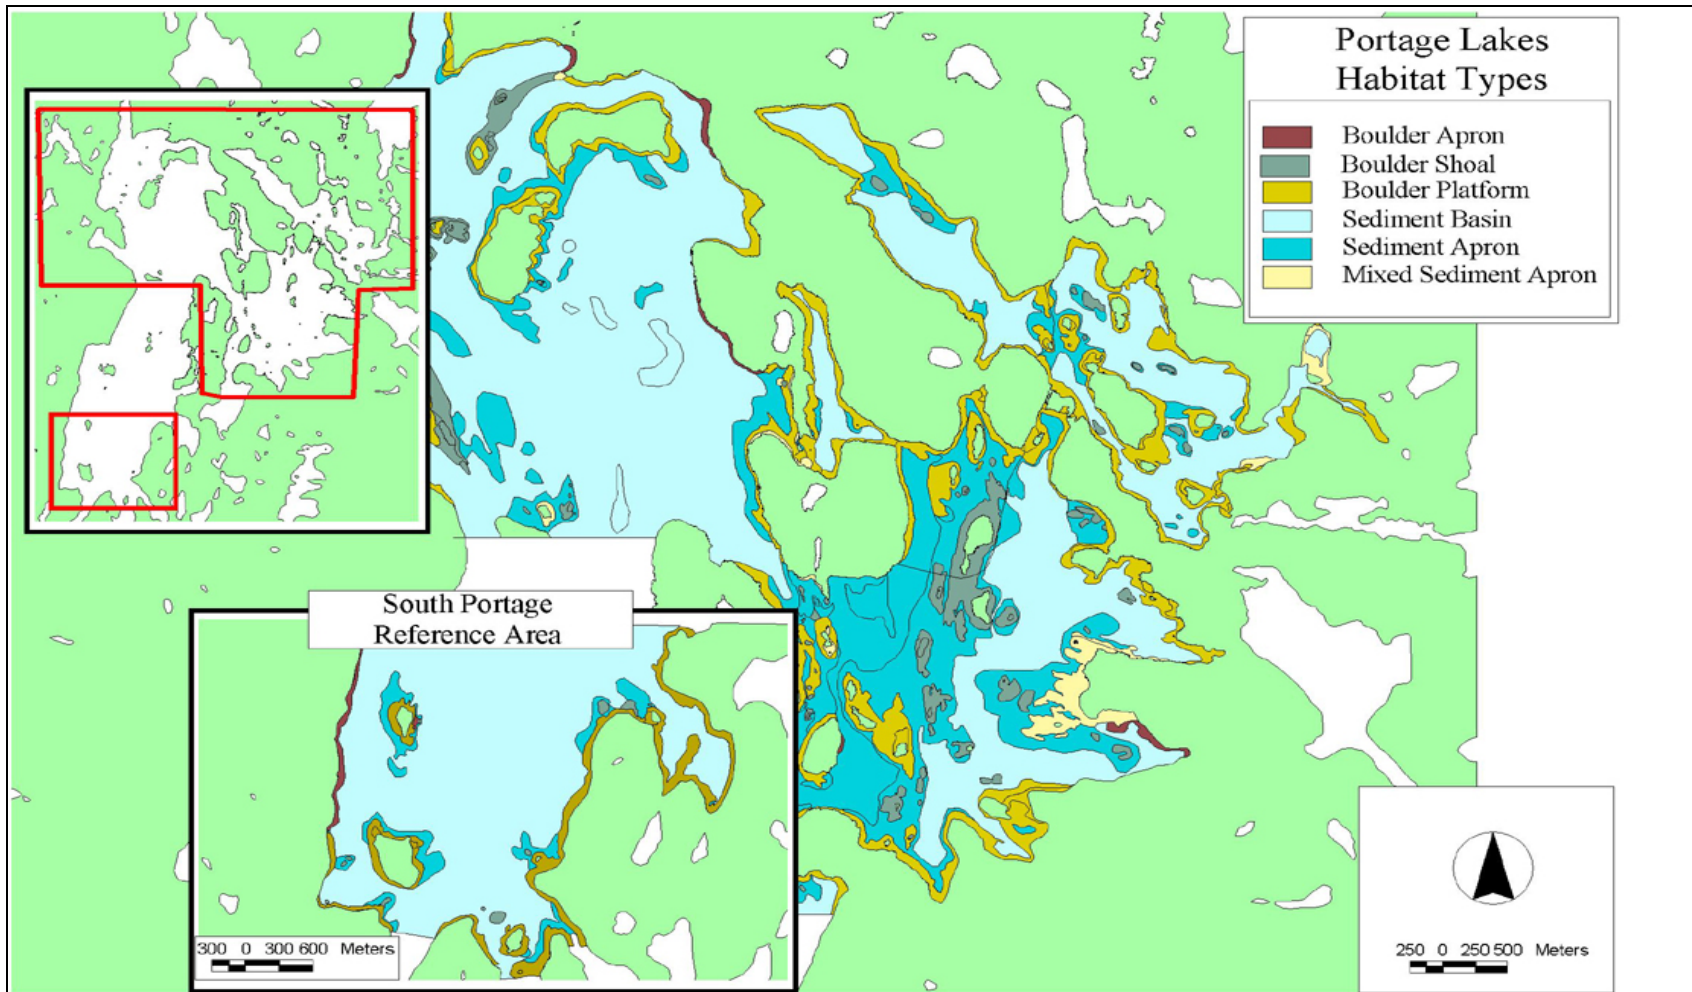 Portage Lakes
Habitat Types
Boulder Apron
Boulder Shoal
Boulder Platform
Sediment Basin
Sediment Apron
Mixed Sediment Apron
South Portage
Reference Area
300 0 300 600 Meters
250 0 250 500 Meters